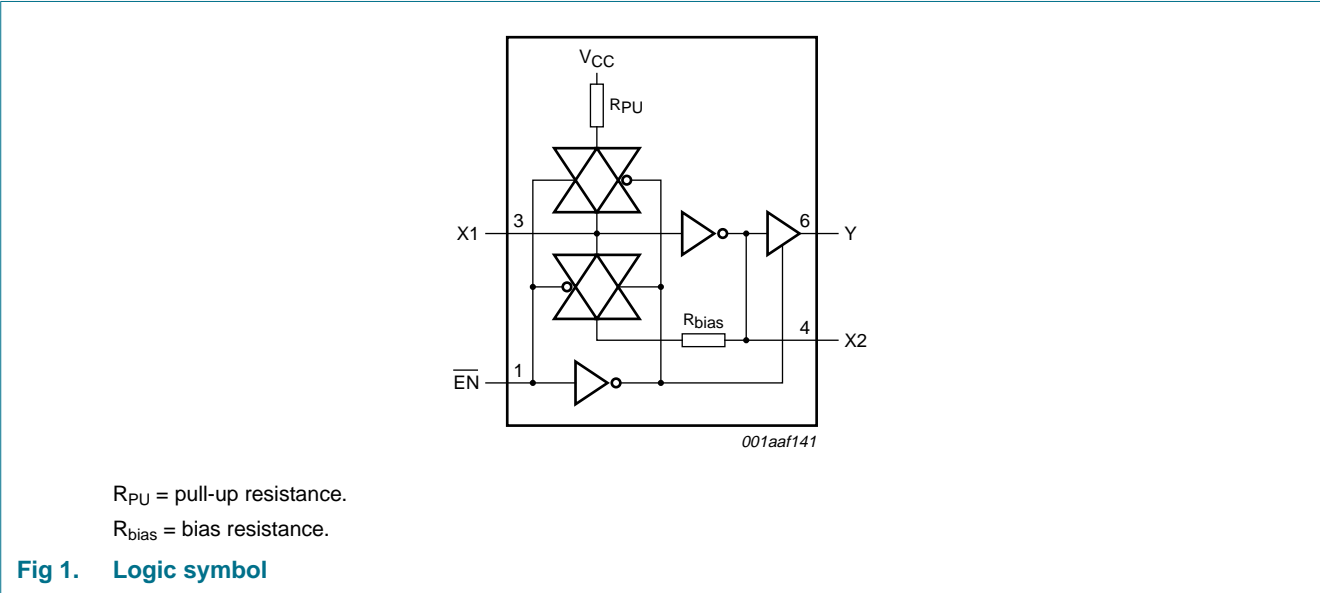 VCC
RPU
X1
3
6
Y
Rbias
4
X2
EN
1
001aaf141
RPU = pull-up resistance.
Rbias = bias resistance.
Fig 1. Logic symbol